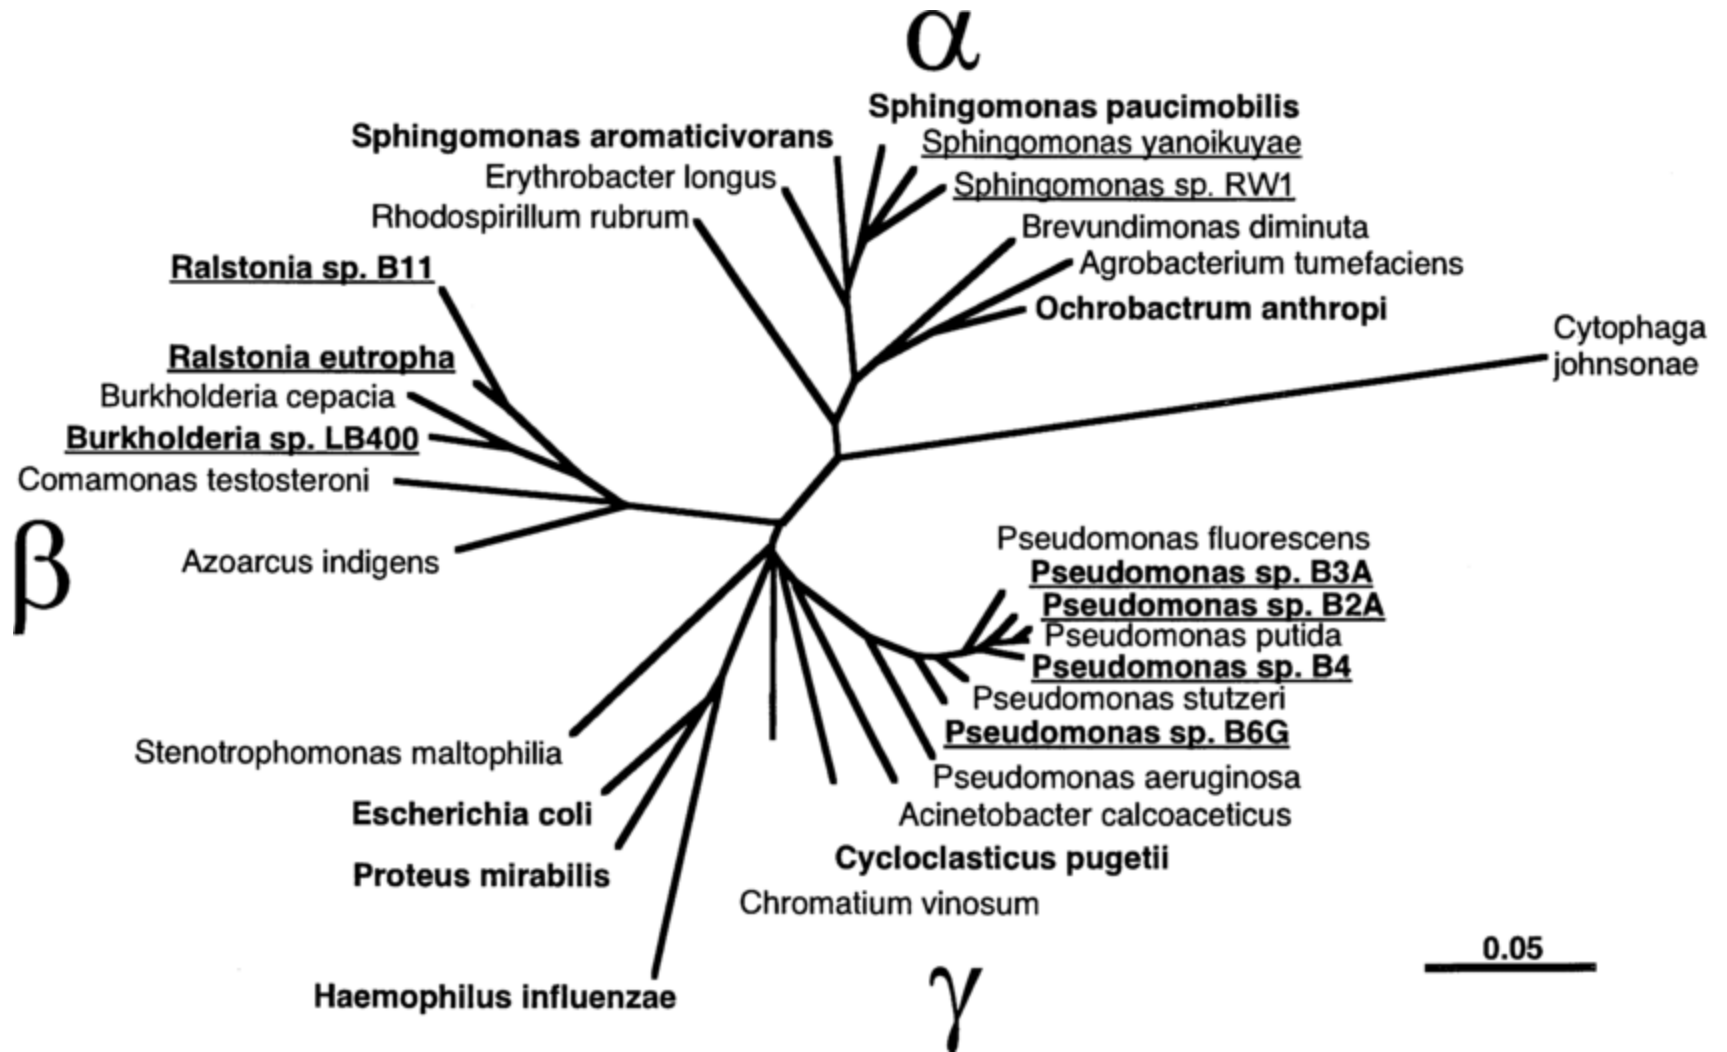 α
Sphingomonas paucimobilis
Sphingomonas aromaticivorans
Sphingomonas yanoikuyae
Erythrobacter longus
Sphingomonas sp. RW1
Rhodospirillum rubrum
Brevundimonas diminuta
Agrobacterium tumefaciens
Ralstonia sp. B11
Ochrobactrum anthropi
Cytophaga
johnsonae
Ralstonia eutropha
Burkholderia cepacia
Burkholderia sp. LB400
Comamonas testosteroni
β
Azoarcus indigens
Pseudomonas fluorescens
Pseudomonas sp. B3A
Pseudomonas sp. B2A
Pseudomonas putida
Pseudomonas sp. B4
Pseudomonas stutzeri
Pseudomonas sp. B6G
Stenotrophomonas maltophilia
Pseudomonas aeruginosa
Escherichia coli
Acinetobacter calcoaceticus
Cycloclasticus pugetii
Proteus mirabilis
Chromatium vinosum
0.05
Haemophilus influenzae
γ